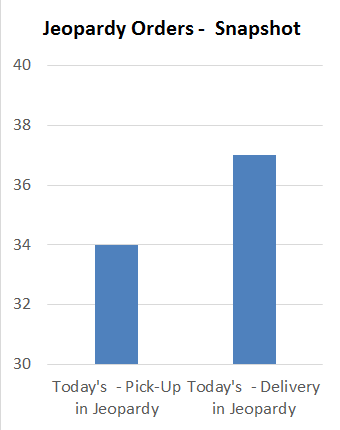 Jeopardy Orders -  Snapshot
40
38
36
34
32
30
Today's  - Pick-Up in Jeopardy
Today's  - Delivery in Jeopardy